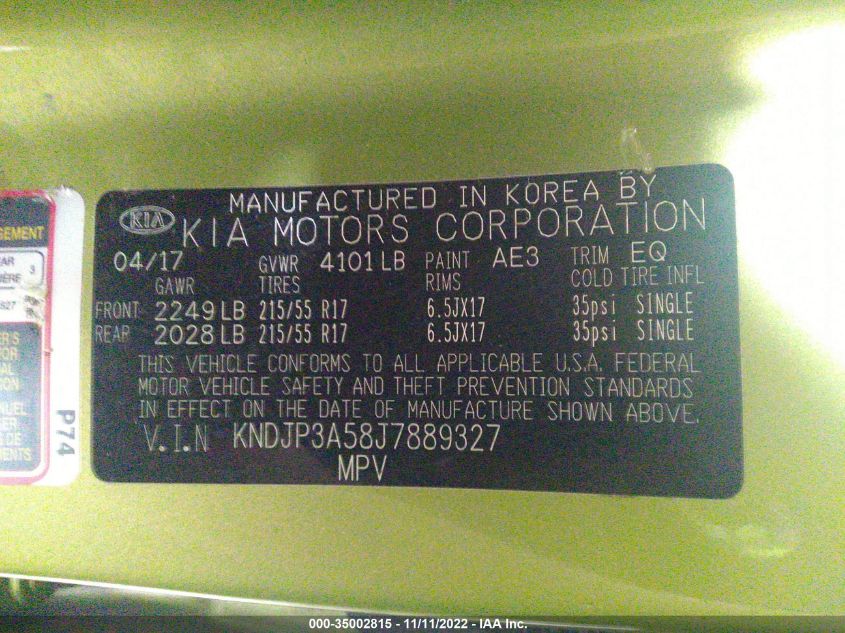 MANUFACTURED IN KOREA BY
KIA KIA MOTORS CORPORATION
04/17 GVWR 4101 LB PAINT AE3 TRIM EQ
GAWR TIRES RIMS COLD TIRE INFL
FRONT 2249 LB 215/55 R17 6.5JX17 35psi SINGLE
REAR 2028 LB 215/55 R17 6.5JX17 35psi SINGLE
THIS VEHICLE CONFORMS TO ALL APPLICABLE U.S.A. FEDERAL
MOTOR VEHICLE SAFETY AND THEFT PREVENTION STANDARDS
IN EFFECT ON THE DATE OF MANUFACTURE SHOWN ABOVE.
V.I.N KNDJP3A58J7889327
MPV
GEMENT
3
P74
000-35002815 - 11/11/2022 - IAA Inc.